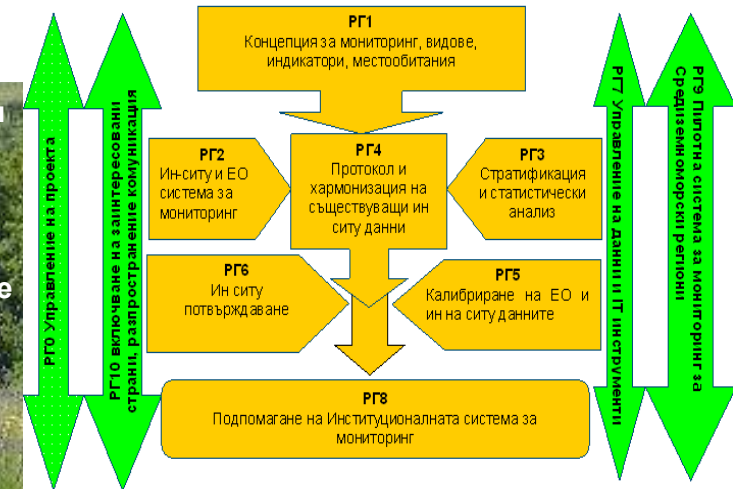 РГ0 Управление на проекта
РГ10 включване на заинтересовани
страни, разпространение комуникация
РГ1
Концепция за мониторинг, видове,
индикатори, местообитания
РГ2
Ин-ситу и ЕО
система за
мониторинг
РГ4
Протокол и
хармонизация на
съществуващи ин
ситу данни
РГ3
Стратификация
и статистически
анализ
РГ6
Ин ситу
потвърждаване
РГ5
Калибриране на ЕО и
ин на ситу данните
РГ8
Подпомагане на Институционалната система за
мониторинг
РГ7 Управление на данни и IT инструменти
РГ9 Пилотна система за мониторинг за
Средиземноморски региони